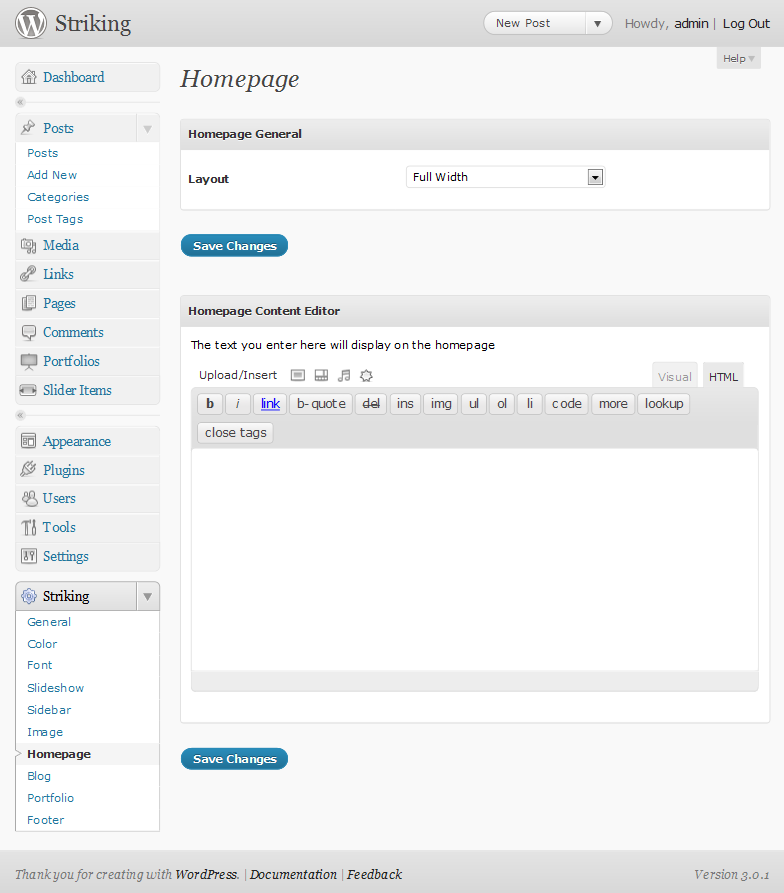 Striking
New Post
Howdy, admin | Log Out
Help
Dashboard
Posts
Posts
Add New
Categories
Post Tags
Media
Links
Pages
Comments
Portfolios
Slider Items
Appearance
Plugins
Users
Tools
Settings
Striking
General
Color
Font
Slideshow
Sidebar
Image
Homepage
Blog
Portfolio
Footer
Homepage
Homepage General
Layout Full Width
Save Changes
Homepage Content Editor
The text you enter here will display on the homepage
Upload/Insert Visual HTML
b i link b-quote del ins img ul ol li code more lookup
close tags
Save Changes
Thank you for creating with WordPress. | Documentation | Feedback Version 3.0.1